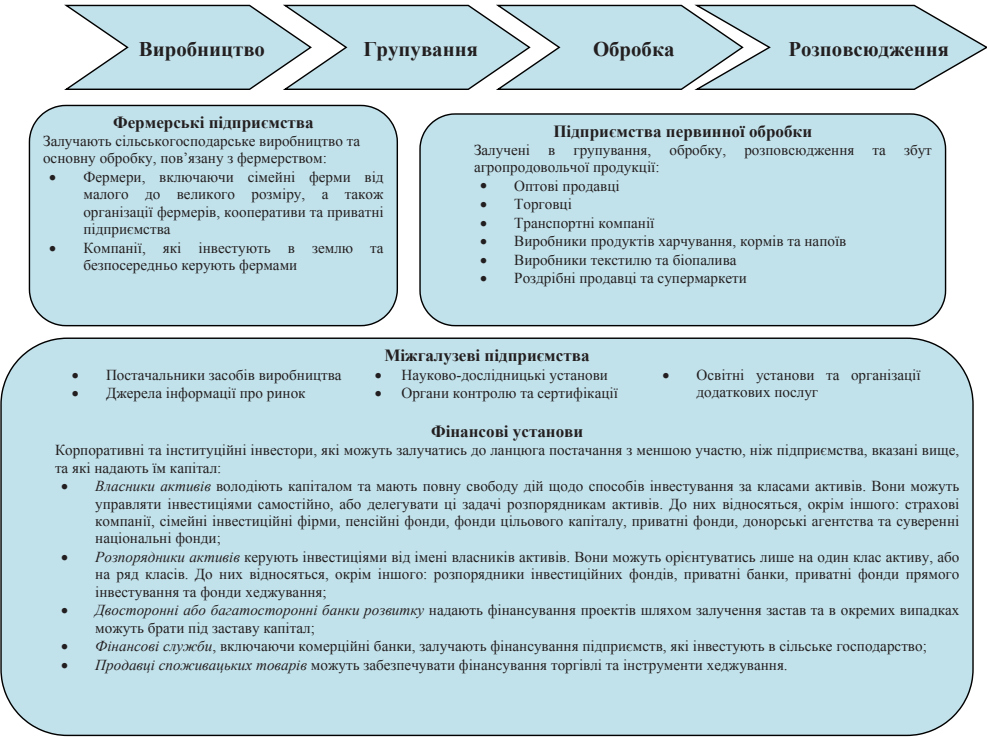 Виробництво
Групування
Обробка
Розповсюдження
Фермерські підприємства
Залучають сільськогосподарське виробництво та
основну обробку, пов’язану з фермерством:
• Фермери, включаючи сімейні ферми від
малого до великого розміру, а також
організації фермерів, кооперативи та приватні
підприємства
• Компанії, які інвестують в землю та
безпосередньо керують фермами
Підприємства первинної обробки
Залучені в групування, обробку, розповсюдження та збут
агропродовольчої продукції:
• Оптові продавці
• Торговці
• Транспортні компанії
• Виробники продуктів харчування, кормів та напоїв
• Виробники текстилю та біопалива
• Роздрібні продавці та супермаркети
Міжгалузеві підприємства
• Постачальники засобів виробництва
• Джерела інформації про ринок
• Науково-дослідницькі установи
• Органи контролю та сертифікації
• Освітні установи та організації
додаткових послуг
Фінансові установи
Корпоративні та інституційні інвестори, які можуть залучатись до ланцюга постачання з меншою участю, ніж підприємства, вказані вище,
та які надають їм капітал:
• Власники активів володіють капіталом та мають повну свободу дій щодо способів інвестування за класами активів. Вони можуть
управляти інвестиціями самостійно, або делегувати ці задачі розпорядникам активів. До них відносяться, окрім іншого: страхові
компанії, сімейні інвестиційні фірми, пенсійні фонди, фонди цільового капіталу, приватні фонди, донорські агентства та суверенні
національні фонди;
• Розпорядники активів керують інвестиціями від імені власників активів. Вони можуть орієнтуватись лише на один клас активу, або
на ряд класів. До них відносяться, окрім іншого: розпорядники інвестиційних фондів, приватні банки, приватні фонди прямого
інвестування та фонди хеджування;
• Двосторонні або багатосторонні банки розвитку надають фінансування проектів шляхом залучення застав та в окремих випадках
можуть брати під заставу капітал;
• Фінансові служби, включаючи комерційні банки, залучають фінансування підприємств, які інвестують в сільське господарство;
• Продавці споживацьких товарів можуть забезпечувати фінансування торгівлі та інструменти хеджування.